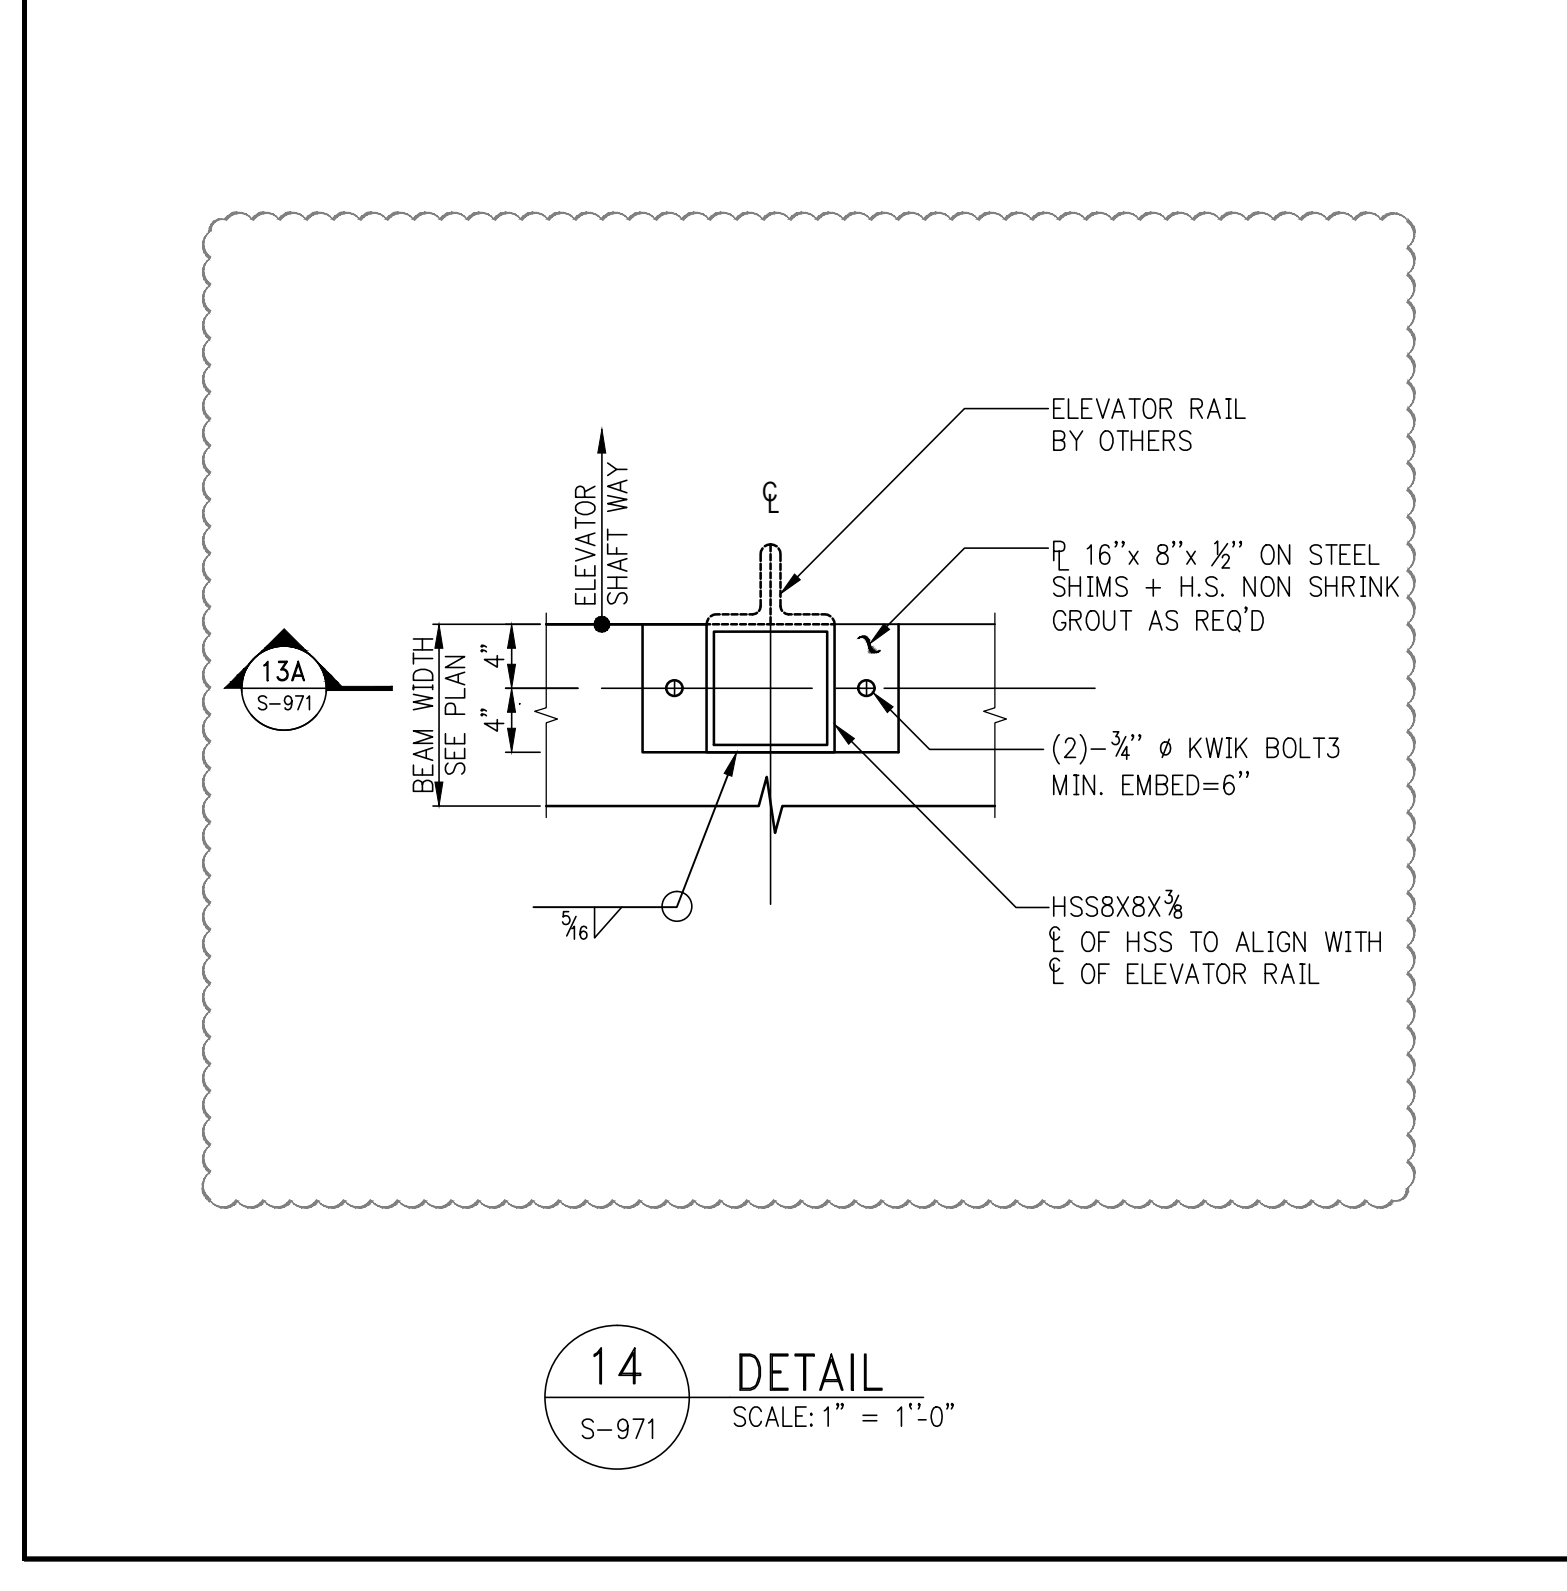 ELEVATOR RAIL
BY OTHERS
ELEVATOR
SHAFT WAY
℄
℄ 16"x 8"x ½" ON STEEL
SHIMS + H.S. NON SHRINK
GROUT AS REQ'D
13A
S-971
BEAM WIDTH
SEE PLAN
4"
4"
(2)-¾" ø KWIK BOLT3
MIN. EMBED=6"
5/16
HSS8X8X⅜
℄ OF HSS TO ALIGN WITH
℄ OF ELEVATOR RAIL
14
S-971
DETAIL
SCALE: 1" = 1'-0"